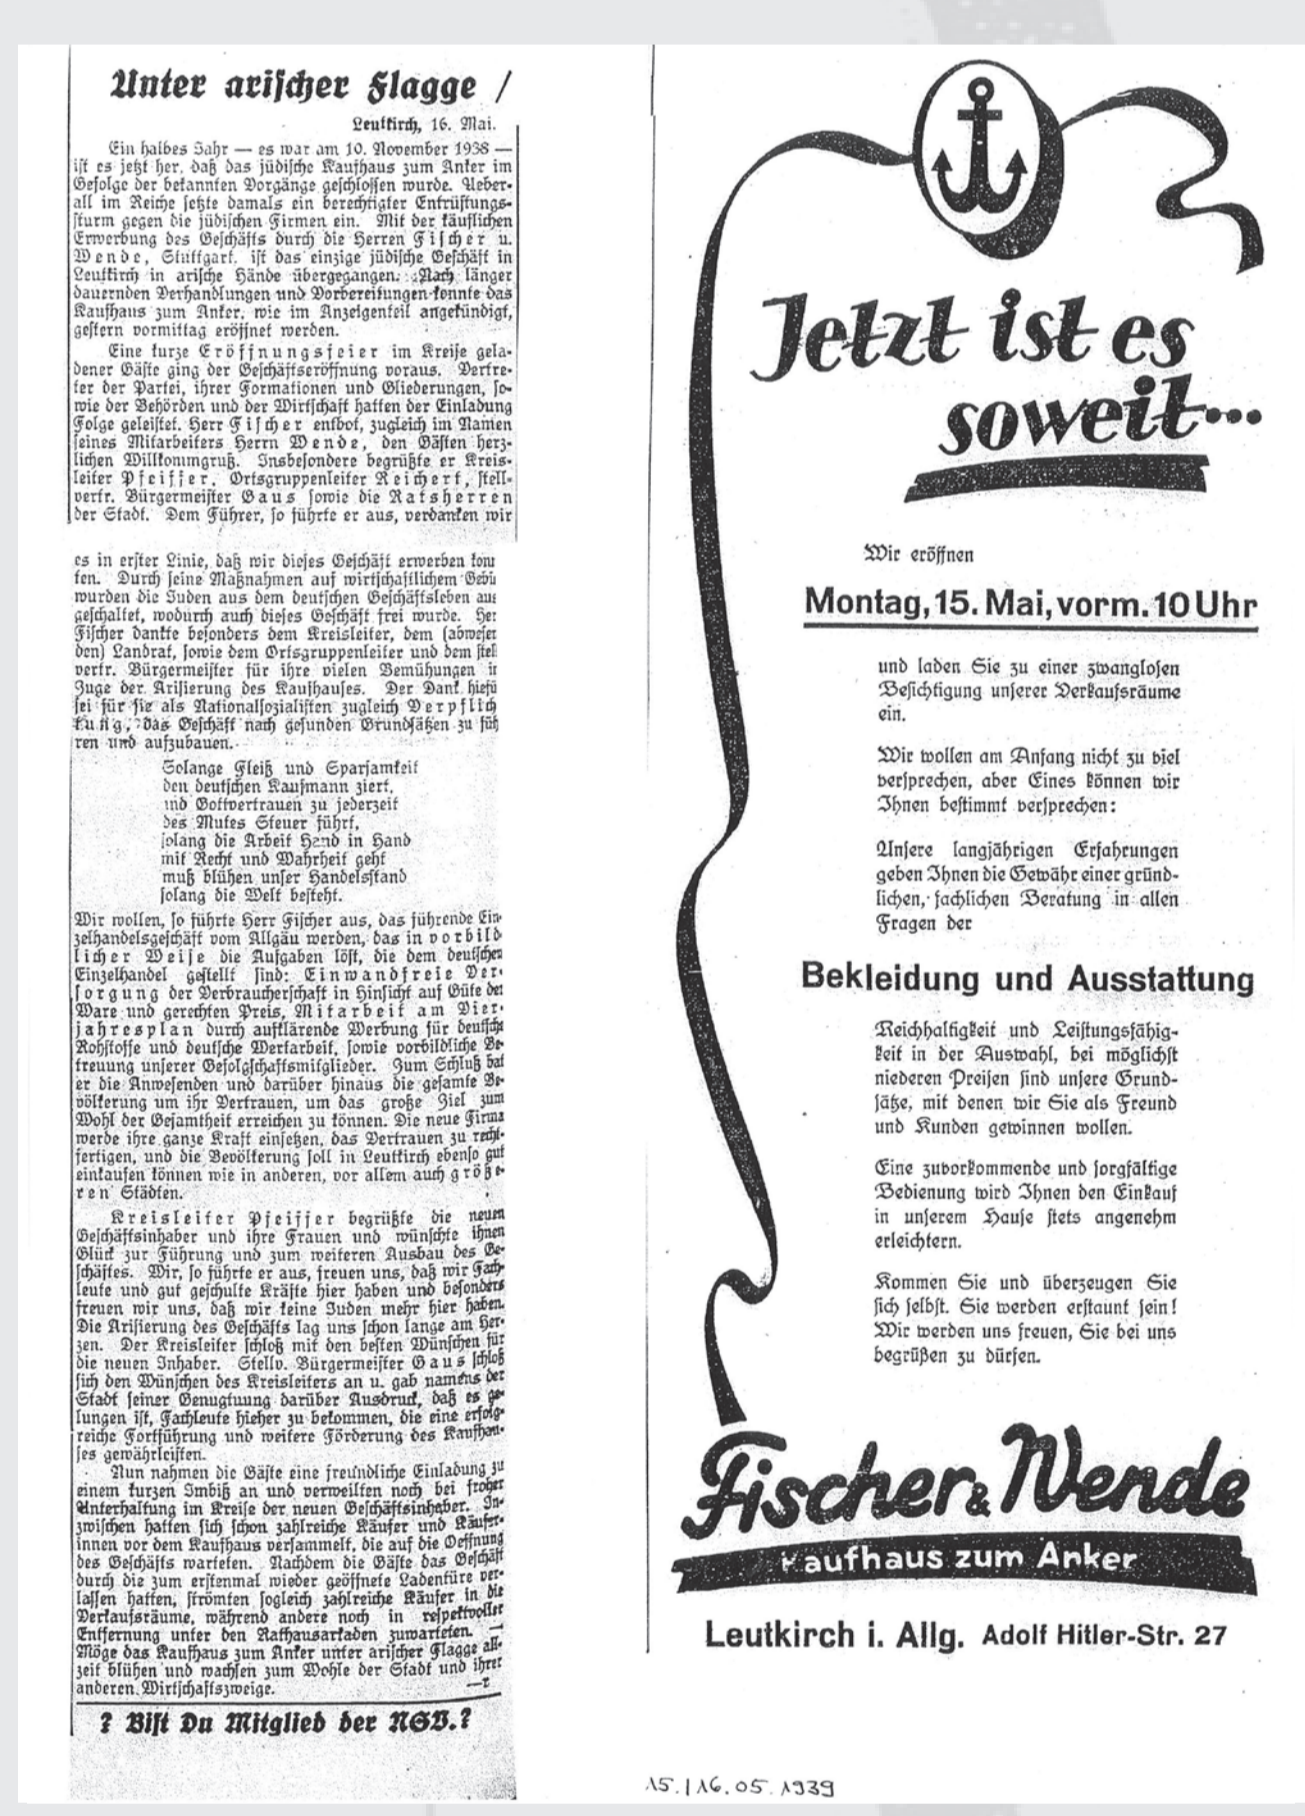 Unter arischer Flagge /
Leutkirch, 16. Mai.
Ein halbes Jahr — es war am 10. November 1938 —
ist es jetzt her, daß das jüdische Kaufhaus zum Anker im
Gefolge der bekannten Vorgänge geschlossen wurde. Ueber-
all im Reiche setzte damals ein berechtigter Entrüstungs-
sturm gegen die jüdischen Firmen ein. Mit der käuflichen
Erwerbung des Geschäfts durch die Herren Fischer u.
Wende, Stuttgart, ist das einzige jüdische Geschäft in
Leutkirch in arische Hände übergegangen. Nach länger
dauernden Verhandlungen und Vorbereitungen konnte das
Kaufhaus zum Anker, wie im Anzeigenteil angekündigt,
gestern vormittag eröffnet werden.
Eine kurze Eröffnungsfeier im Kreise gela-
dener Gäste ging der Geschäftseröffnung voraus. Vertre-
ter der Partei, ihrer Formationen und Gliederungen, so-
wie der Behörden und der Wirtschaft hatten der Einladung
Folge geleistet. Herr Fischer entbot, zugleich im Namen
seines Mitarbeiters Herrn Wende, den Gästen herz-
lichen Willkommgruß. Insbesondere begrüßte er Kreis-
leiter Pfeiffer, Ortsgruppenleiter Reichert, stell-
vertr. Bürgermeister Gaus sowie die Ratsherren
der Stadt. Dem Führer, so führte er aus, verdanken wir
es in erster Linie, daß wir dieses Geschäft erwerben konn
ten. Durch seine Maßnahmen auf wirtschaftlichem Gebi
wurden die Juden aus dem deutschen Geschäftsleben aus
geschaltet, wodurch auch dieses Geschäft frei wurde. Her
Fischer dankte besonders dem Kreisleiter, dem (abwesen
den) Landrat, sowie dem Ortsgruppenleiter und dem stell
vertr. Bürgermeister für ihre vielen Bemühungen i
Zuge der Arisierung des Kaufhauses. Der Dank hiefü
sei für sie als Nationalsozialisten zugleich Verpflich
tung, das Geschäft nach gesunden Grundsätzen zu füh
ren und aufzubauen.
Solange Fleiß und Sparsamkeit
den deutschen Kaufmann ziert,
und Gottvertrauen zu jederzeit
des Mutes Steuer führt,
solang die Arbeit Hand in Hand
mit Recht und Wahrheit geht
muß blühen unser Handelsstand
solang die Welt besteht.
Wir wollen, so führte Herr Fischer aus, das führende Ein-
zelhandelsgeschäft vom Allgäu werden, das in vorbild
licher Weise die Aufgaben löst, die dem deutschen
Einzelhandel gestellt sind: Einwandfreie Ver-
sorgung der Verbraucherschaft in Hinsicht auf Güte der
Ware und gerechten Preis, Mitarbeit am Vier-
jahresplan durch aufklärende Werbung für deutsche
Rohstoffe und deutsche Wertarbeit, sowie vorbildliche Be-
treuung unserer Gefolgschaftsmitglieder. Zum Schluß bat
er die Anwesenden und darüber hinaus die gesamte Be-
völkerung um ihr Vertrauen, um das große Ziel zum
Wohl der Gesamtheit erreichen zu können. Die neue Firma
werde ihre ganze Kraft einsetzen, das Vertrauen zu recht-
fertigen, und die Bevölkerung soll in Leutkirch ebenso gut
einkaufen können wie in anderen, vor allem auch größe-
ren Städten.
Kreisleiter Pfeiffer begrüßte die neuen
Geschäftsinhaber und ihre Frauen und wünschte ihnen
Glück zur Führung und zum weiteren Ausbau des Ge-
schäftes. Wir, so führte er aus, freuen uns, daß wir Fach-
leute und gut geschulte Kräfte hier haben und besonders
freuen wir uns, daß wir keine Juden mehr hier haben.
Die Arisierung des Geschäfts lag uns schon lange am Her-
zen. Der Kreisleiter schloß mit den besten Wünschen für
die neuen Inhaber. Stellv. Bürgermeister Gaus schloß
sich den Wünschen des Kreisleiters an u. gab namens der
Stadt seiner Genugtuung darüber Ausdruck, daß es ge-
lungen ist, Fachleute hieher zu bekommen, die eine erfolg-
reiche Fortführung und weitere Förderung des Kaufhau-
ses gewährleisten.
Nun nahmen die Gäste eine freundliche Einladung zu
einem kurzen Imbiß an und verweilten noch bei froher
Unterhaltung im Kreise der neuen Geschäftsinhaber. In-
zwischen hatten sich schon zahlreiche Käufer und Käufer-
innen vor dem Kaufhaus versammelt, die auf die Oeffnung
des Geschäfts warteten. Nachdem die Gäste das Geschäft
durch die zum erstenmal wieder geöffnete Ladentüre ver-
lassen hatten, strömten sogleich zahlreiche Käufer in die
Verkaufsräume, während andere noch in respektvoller
Entfernung unter den Rathausarkaden zuwarteten. —
Möge das Kaufhaus zum Anker unter arischer Flagge all-
zeit blühen und wachsen zum Wohle der Stadt und ihrer
anderen Wirtschaftszweige. —r
? Bist Du Mitglied der NSV.?
Jetzt ist es
soweit...
Wir eröffnen
Montag, 15. Mai, vorm. 10 Uhr
und laden Sie zu einer zwanglosen
Besichtigung unserer Verkaufsräume
ein.
Wir wollen am Anfang nicht zu viel
versprechen, aber Eines können wir
Ihnen bestimmt versprechen:
Unsere langjährigen Erfahrungen
geben Ihnen die Gewähr einer gründ-
lichen, fachlichen Beratung in allen
Fragen der
Bekleidung und Ausstattung
Reichhaltigkeit und Leistungsfähig-
keit in der Auswahl, bei möglichst
niederen Preisen sind unsere Grund-
sätze, mit denen wir Sie als Freund
und Kunden gewinnen wollen.
Eine zuvorkommende und sorgfältige
Bedienung wird Ihnen den Einkauf
in unserem Hause stets angenehm
erleichtern.
Kommen Sie und überzeugen Sie
sich selbst. Sie werden erstaunt sein!
Wir werden uns freuen, Sie bei uns
begrüßen zu dürfen.
Fischer & Wende
Kaufhaus zum Anker
Leutkirch i. Allg. Adolf Hitler-Str. 27
15./16.05.1939